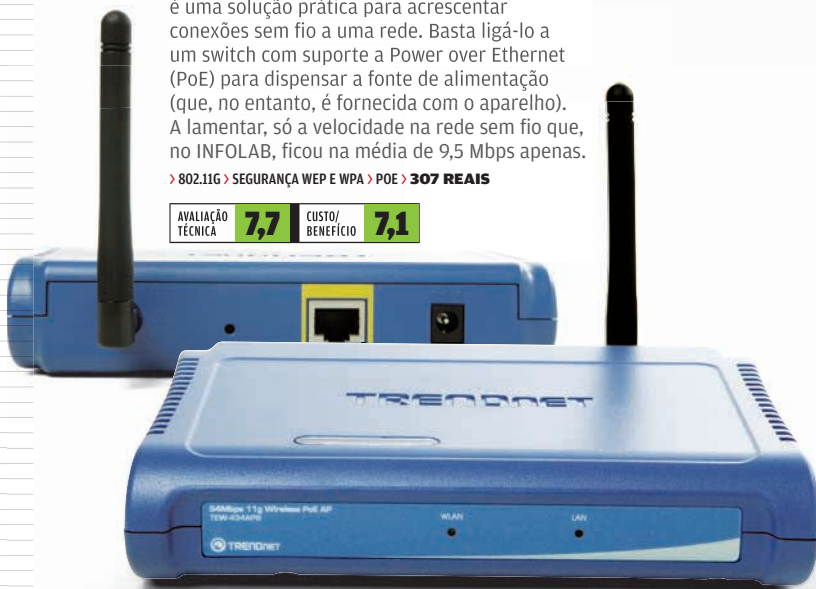 é uma solução prática para acrescentar
conexões sem fio a uma rede. Basta ligá-lo a
um switch com suporte a Power over Ethernet
(PoE) para dispensar a fonte de alimentação
(que, no entanto, é fornecida com o aparelho).
A lamentar, só a velocidade na rede sem fio que,
no INFOLAB, ficou na média de 9,5 Mbps apenas.
> 802.11G > SEGURANÇA WEP E WPA > POE > 307 REAIS
AVALIAÇÃO TÉCNICA 7,7 CUSTO/ BENEFÍCIO 7,1
TRENDNET
54Mbps 11g Wireless PoE AP
TEW-434APB
WLAN LAN
TRENDNET